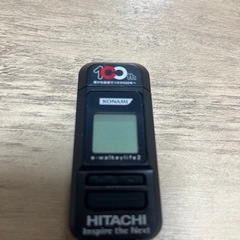 100th
KONAMI
e-walkeylife2
HITACHI
Inspire the Next